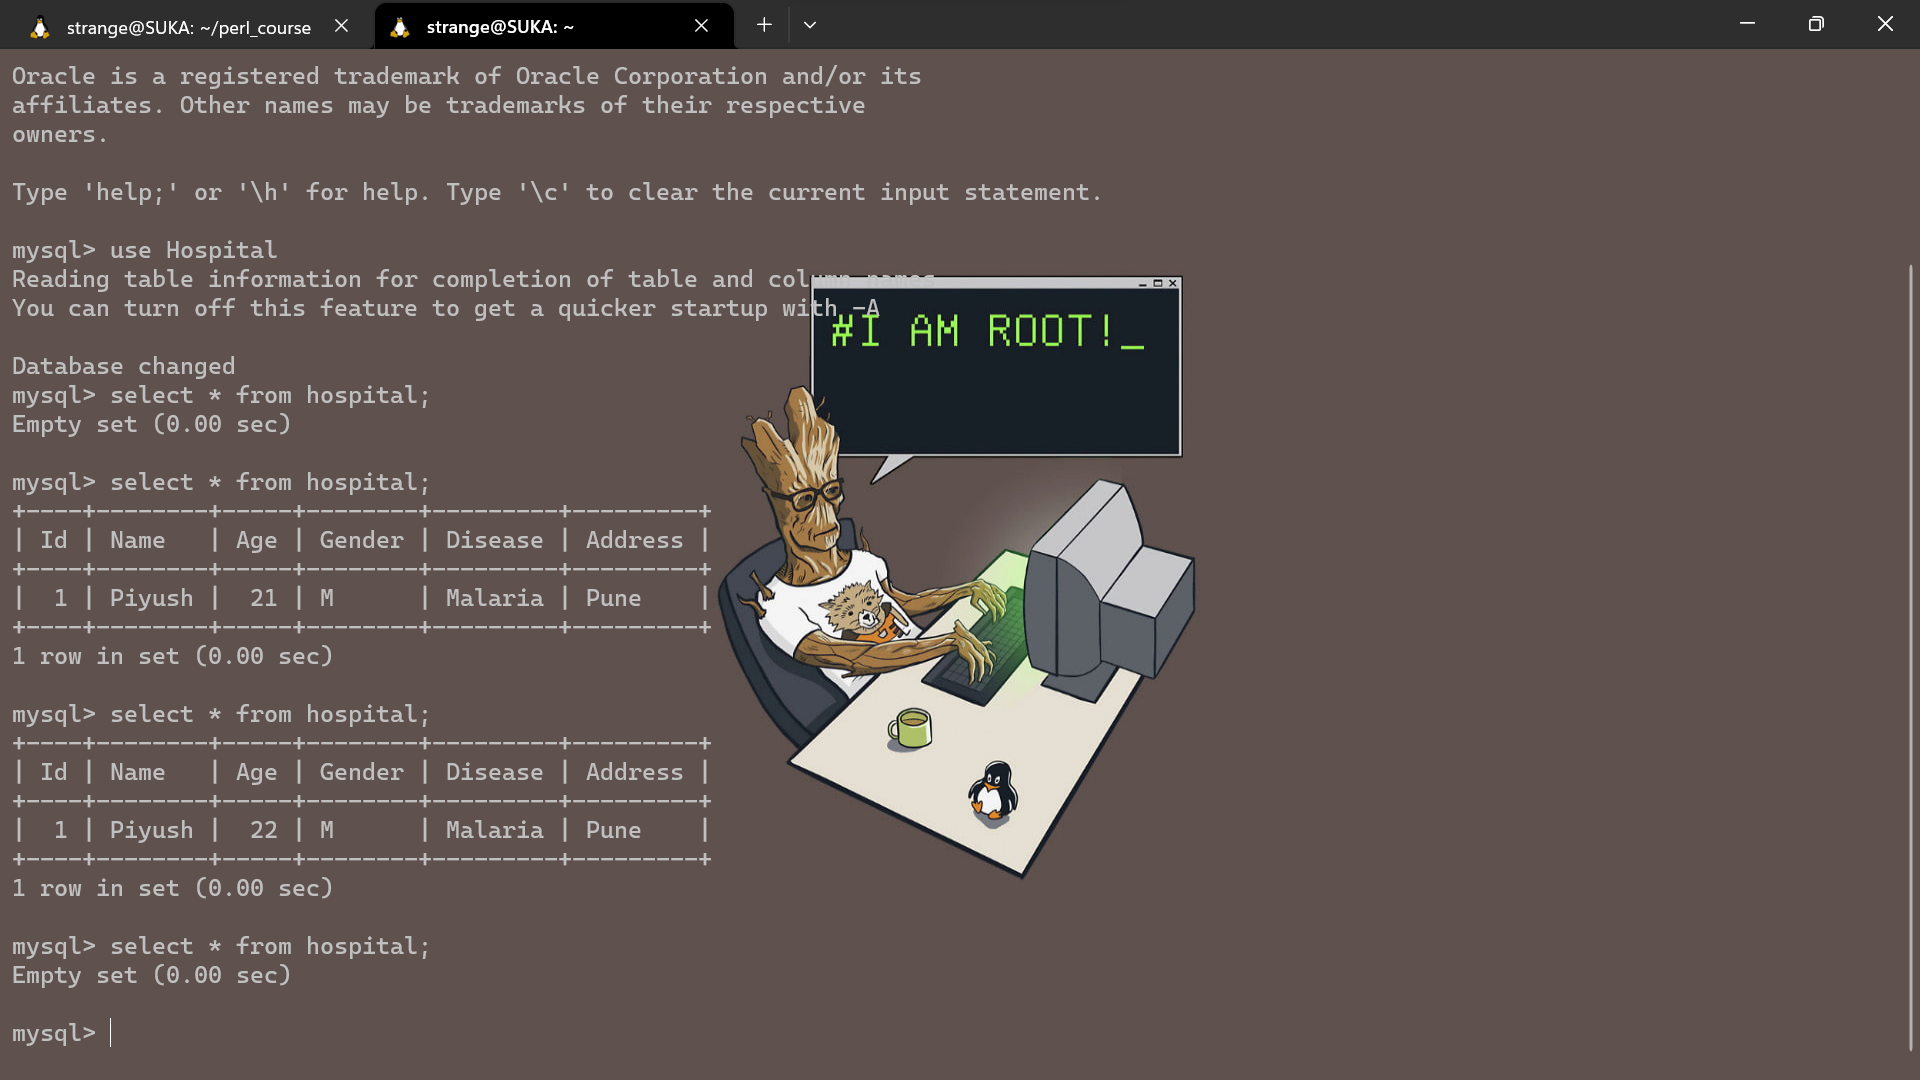 strange@SUKA: ~/perl_course
strange@SUKA: ~
Oracle is a registered trademark of Oracle Corporation and/or its
affiliates. Other names may be trademarks of their respective
owners.
Type 'help;' or '\h' for help. Type '\c' to clear the current input statement.
mysql> use Hospital
Reading table information for completion of table and column names
You can turn off this feature to get a quicker startup with -A
#I AM ROOT!_
Database changed
mysql> select * from hospital;
Empty set (0.00 sec)
mysql> select * from hospital;
+----+--------+-----+--------+---------+---------+
| Id | Name   | Age | Gender | Disease | Address |
+----+--------+-----+--------+---------+---------+
|  1 | Piyush |  21 | M      | Malaria | Pune    |
+----+--------+-----+--------+---------+---------+
1 row in set (0.00 sec)
mysql> select * from hospital;
+----+--------+-----+--------+---------+---------+
| Id | Name   | Age | Gender | Disease | Address |
+----+--------+-----+--------+---------+---------+
|  1 | Piyush |  22 | M      | Malaria | Pune    |
+----+--------+-----+--------+---------+---------+
1 row in set (0.00 sec)
mysql> select * from hospital;
Empty set (0.00 sec)
mysql>